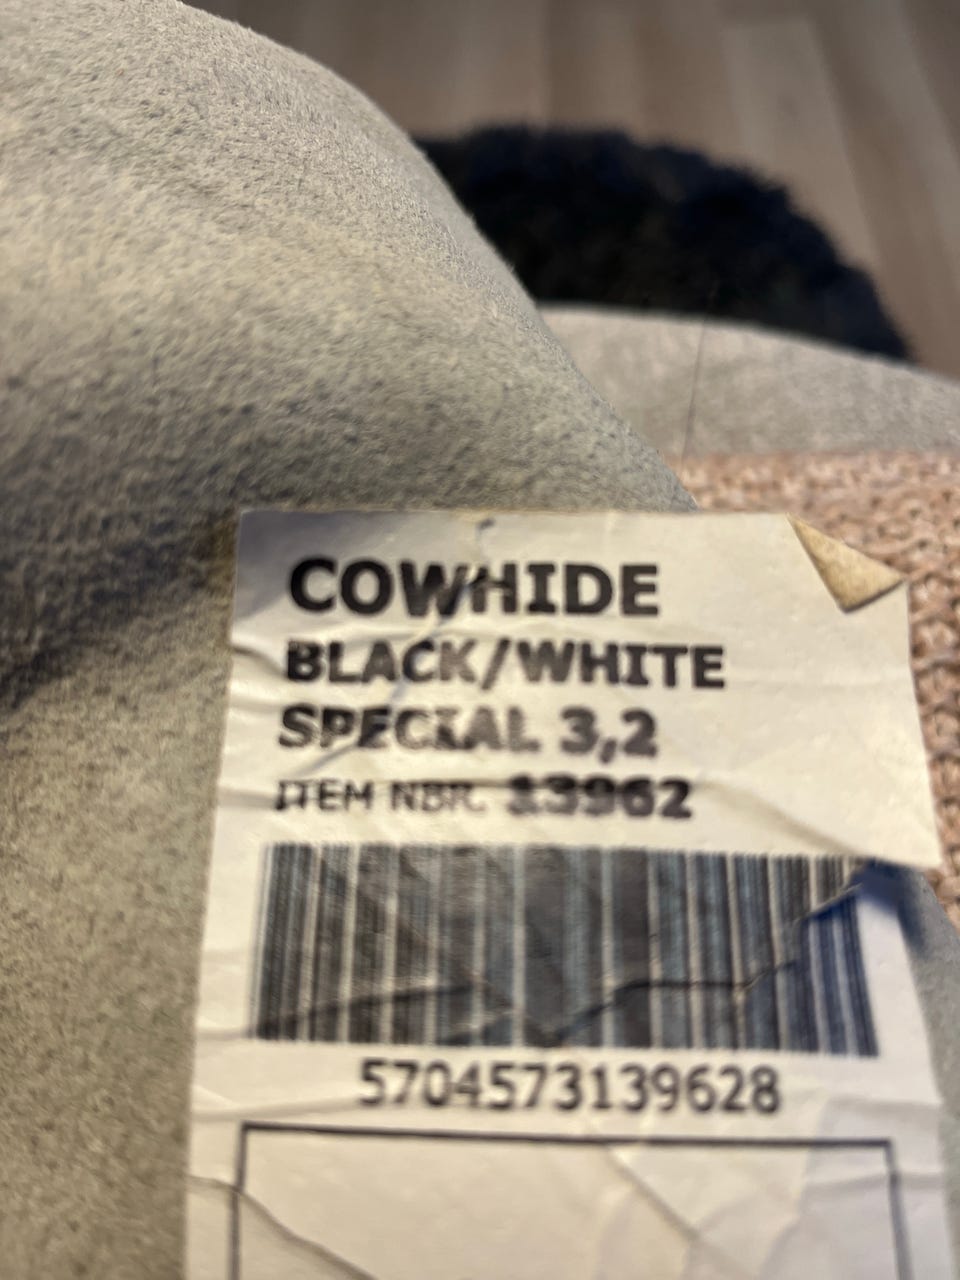 COWHIDE
BLACK/WHITE
SPECIAL 3,2
ITEM NBR. 13962
5704573139628